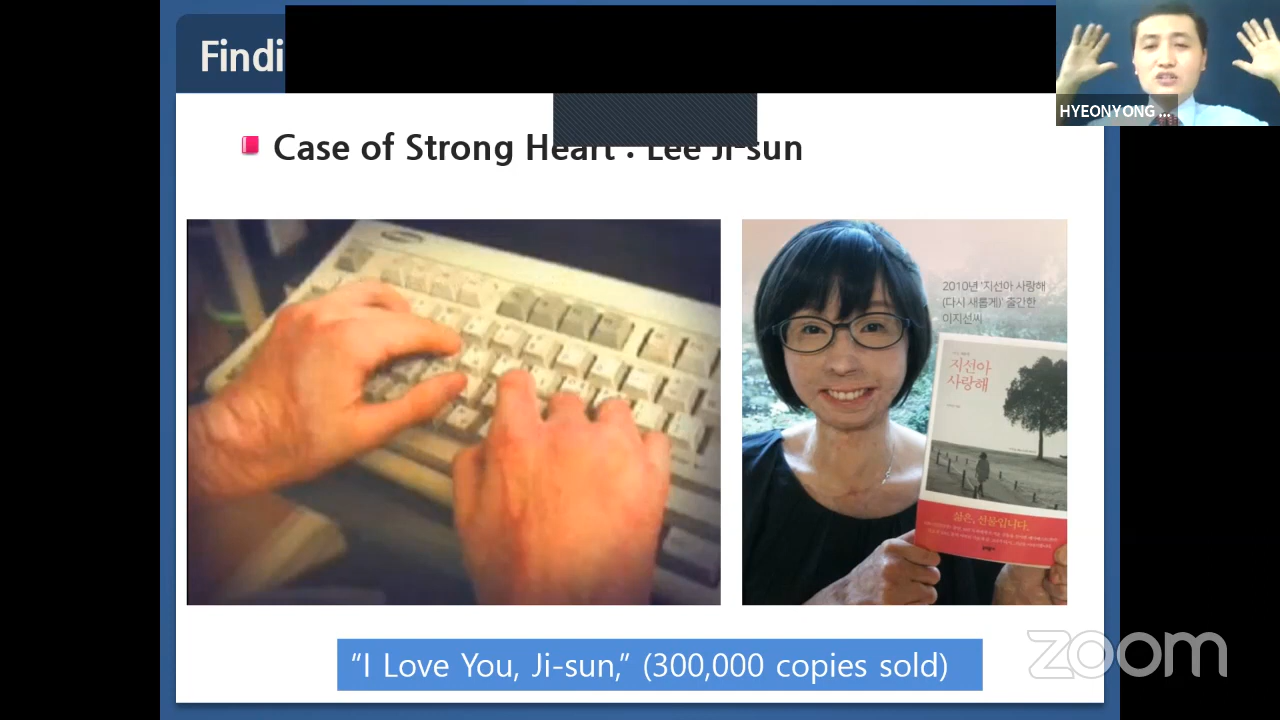 Findi
HYEONYONG ...
Case of Strong Heart : Lee Ji-sun
2010년 '지선아 사랑해
(다시 새롭게)' 출간한
이지선씨
지선아
사랑해
삶은, 선물입니다.
“I Love You, Ji-sun,” (300,000 copies sold)
zoom